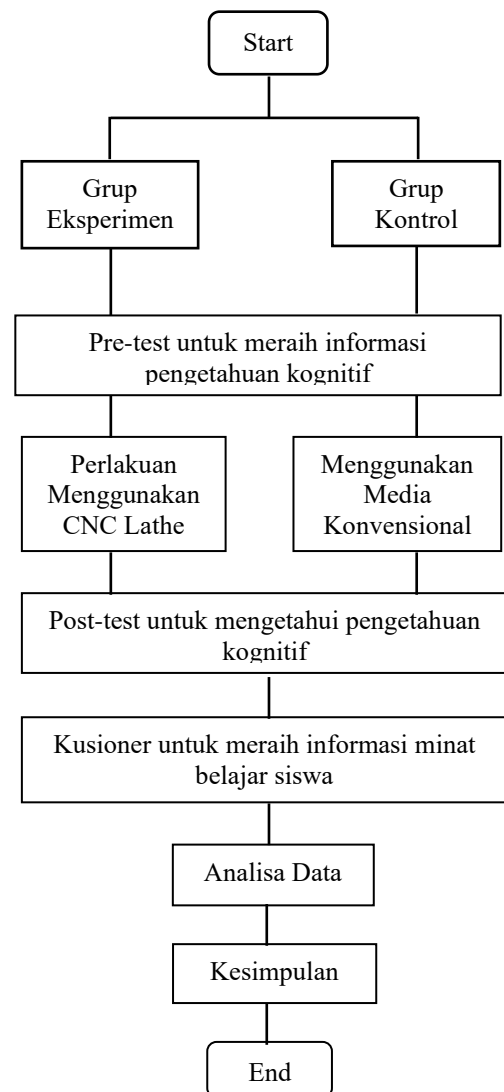 Start
Grup
Eksperimen
Grup
Kontrol
Pre-test untuk meraih informasi
pengetahuan kognitif
Perlakuan
Menggunakan
CNC Lathe
Menggunakan
Media
Konvensional
Post-test untuk mengetahui pengetahuan
kognitif
Kusioner untuk meraih informasi minat
belajar siswa
Analisa Data
Kesimpulan
End